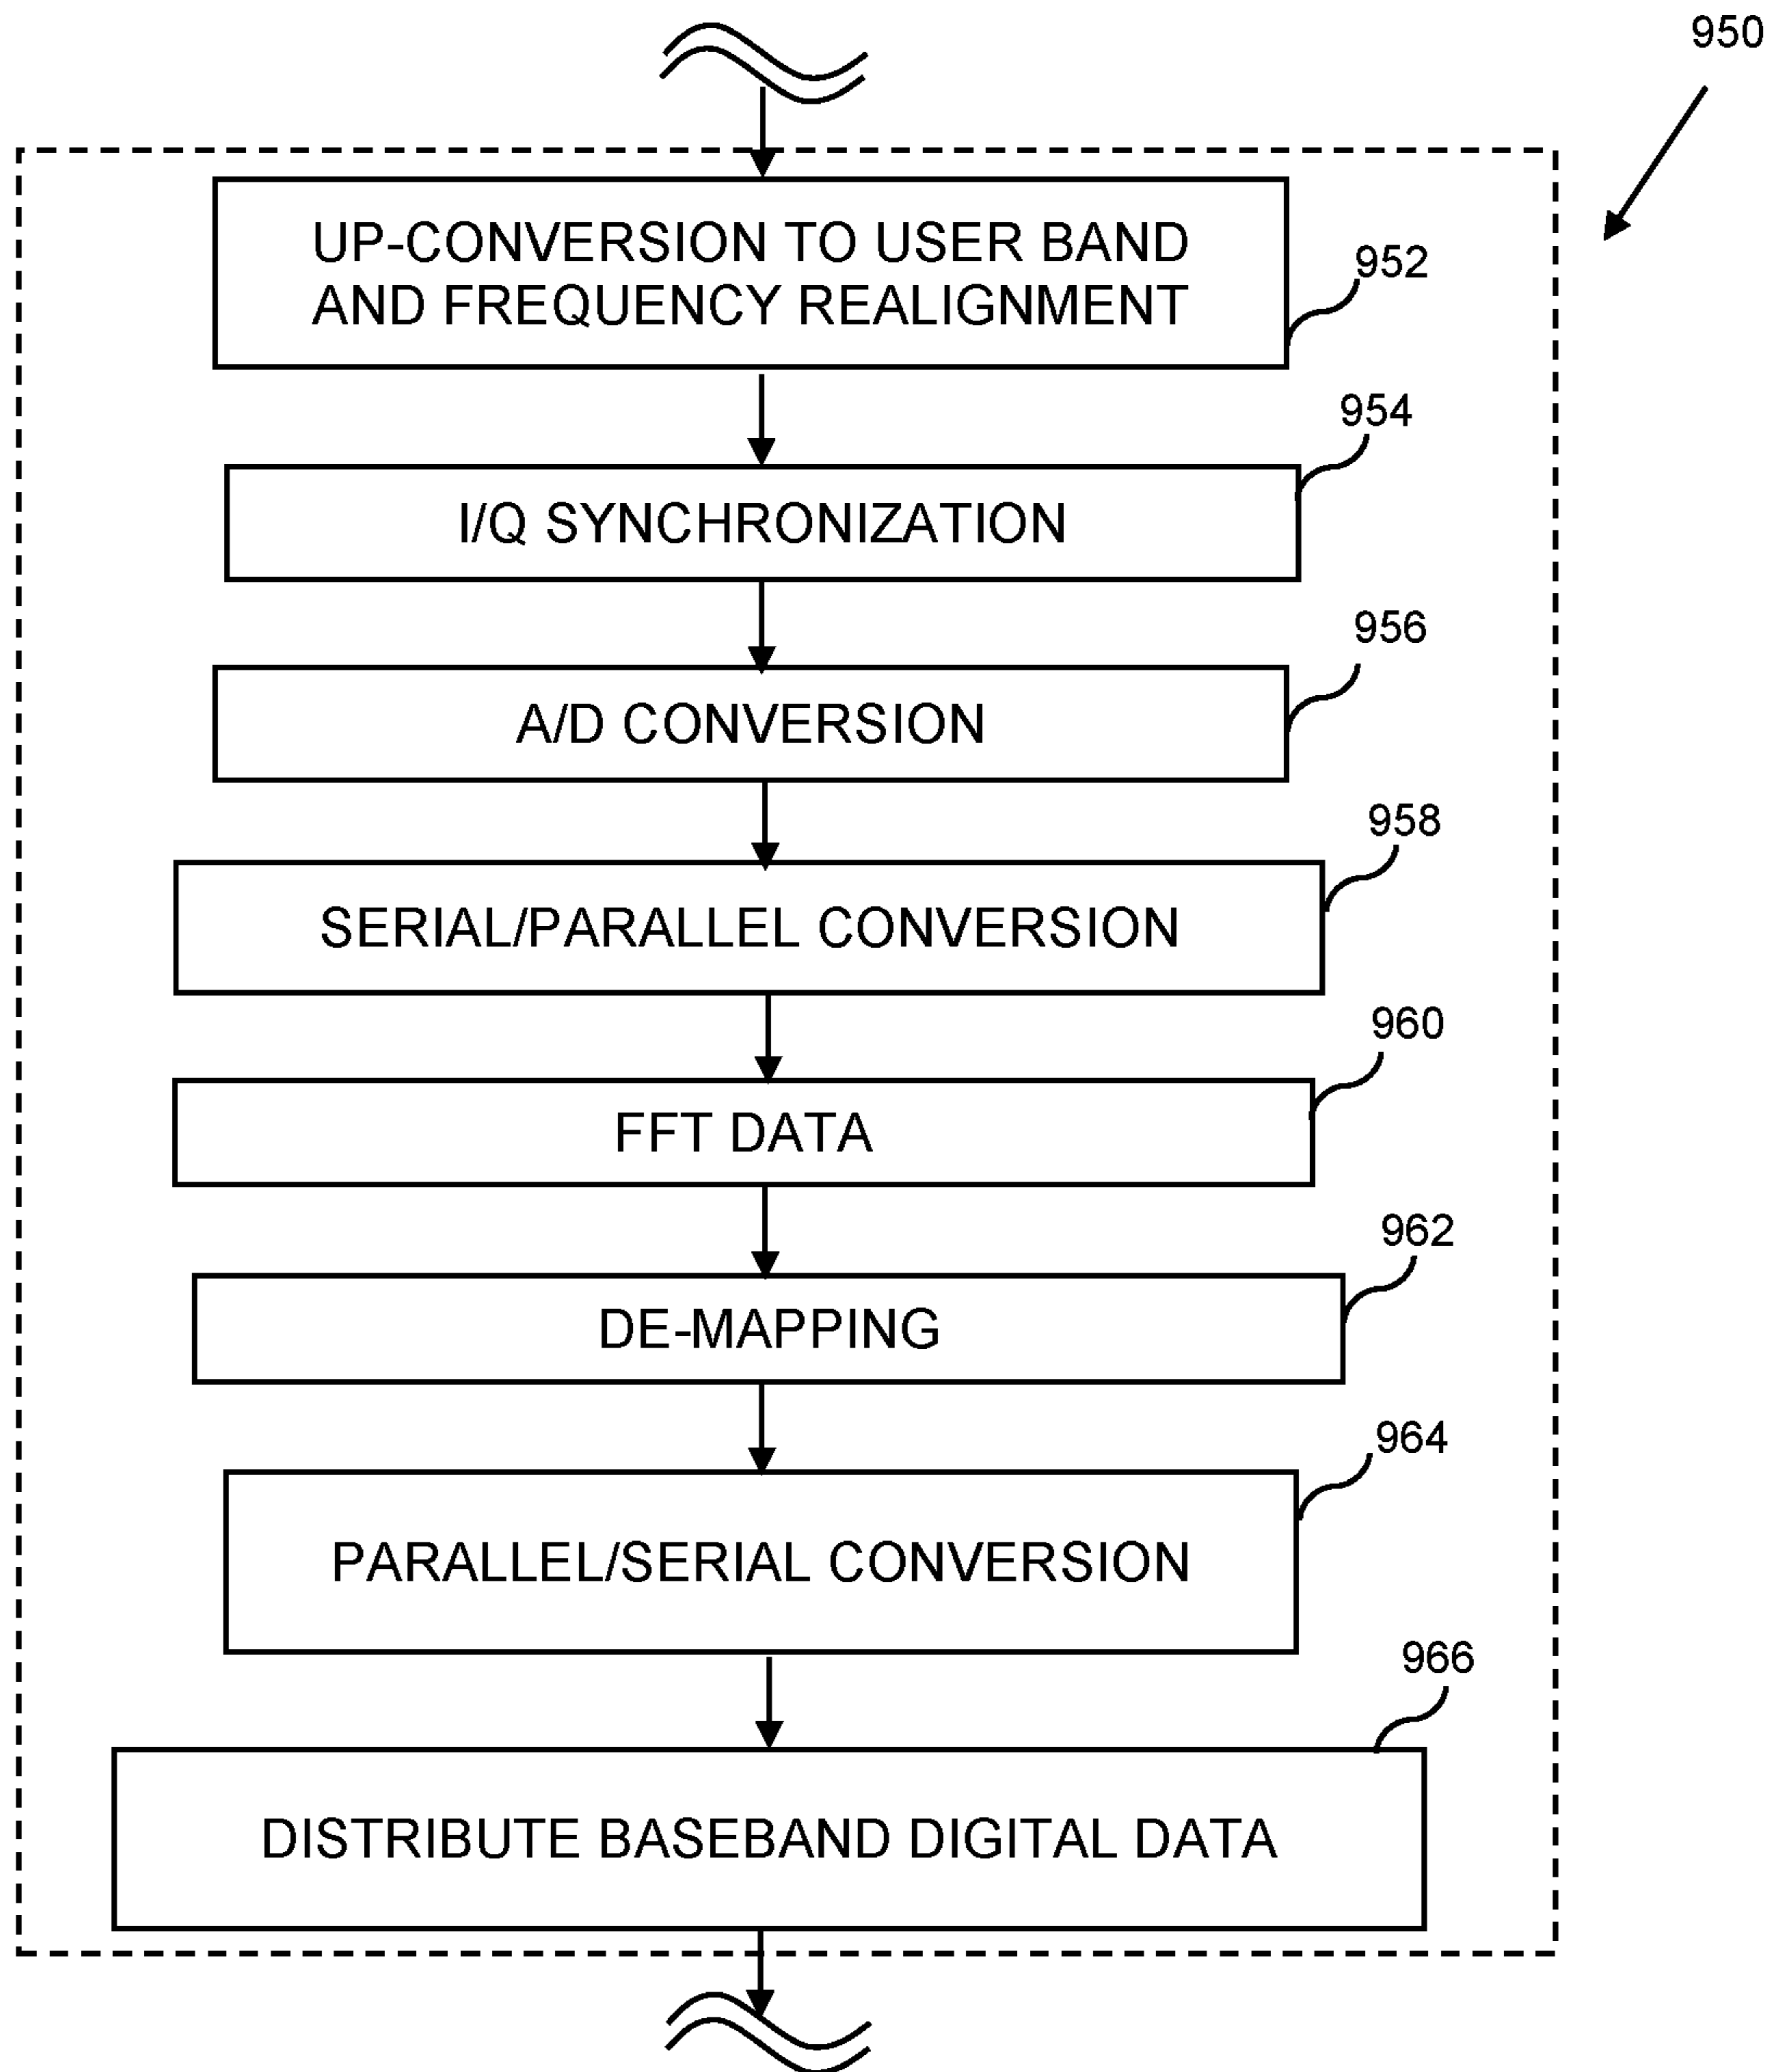 950
UP-CONVERSION TO USER BAND
AND FREQUENCY REALIGNMENT
952
954
I/Q SYNCHRONIZATION
956
A/D CONVERSION
958
SERIAL/PARALLEL CONVERSION
960
FFT DATA
962
DE-MAPPING
964
PARALLEL/SERIAL CONVERSION
966
DISTRIBUTE BASEBAND DIGITAL DATA